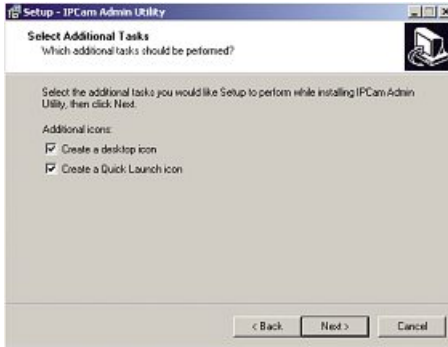 Setup - IPCam Admin Utility
Select Additional Tasks
Which additional tasks should be performed?
Select the additional tasks you would like Setup to perform while installing IPCam Admin
Utility, then click Next.
Additional icons:
Create a desktop icon
Create a Quick Launch icon
< Back
Next >
Cancel